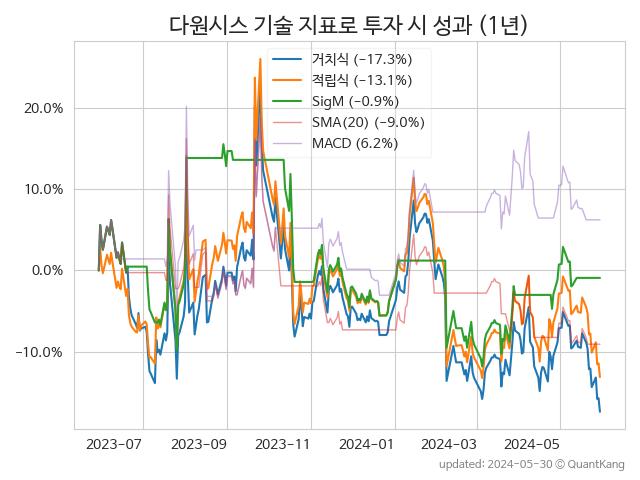 다원시스 기술 지표로 투자 시 성과 (1년)
거치식 (−17.3%)
적립식 (−13.1%)
SigM (−0.9%)
SMA(20) (−9.0%)
MACD (6.2%)
20.0%
10.0%
0.0%
−10.0%
2023−07 2023−09 2023−11 2024−01 2024−03 2024−05
updated: 2024−05−30 ⓒ QuantKang